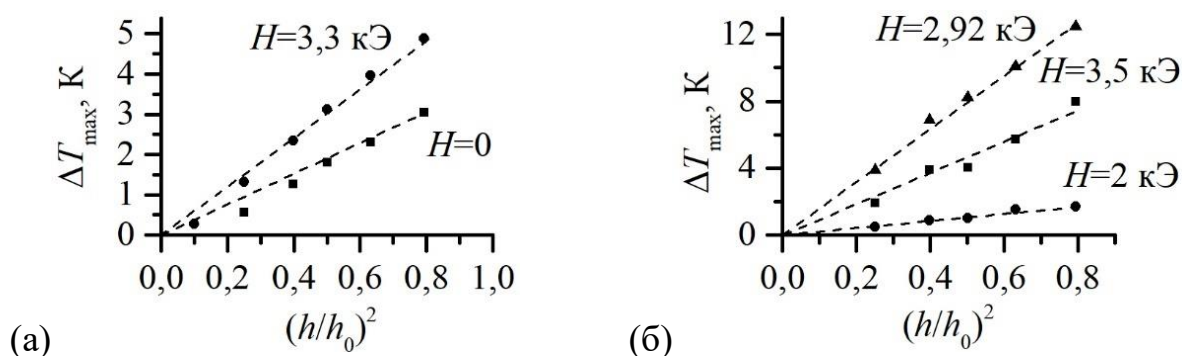 ΔT_max, К
5
4
3
2
1
0
H=3,3 кЭ
H=0
0,0 0,2 0,4 0,6 0,8 1,0
(h/h₀)²
(а)
ΔT_max, К
12
8
4
0
H=2,92 кЭ
H=3,5 кЭ
H=2 кЭ
0,0 0,2 0,4 0,6 0,8
(h/h₀)²
(б)